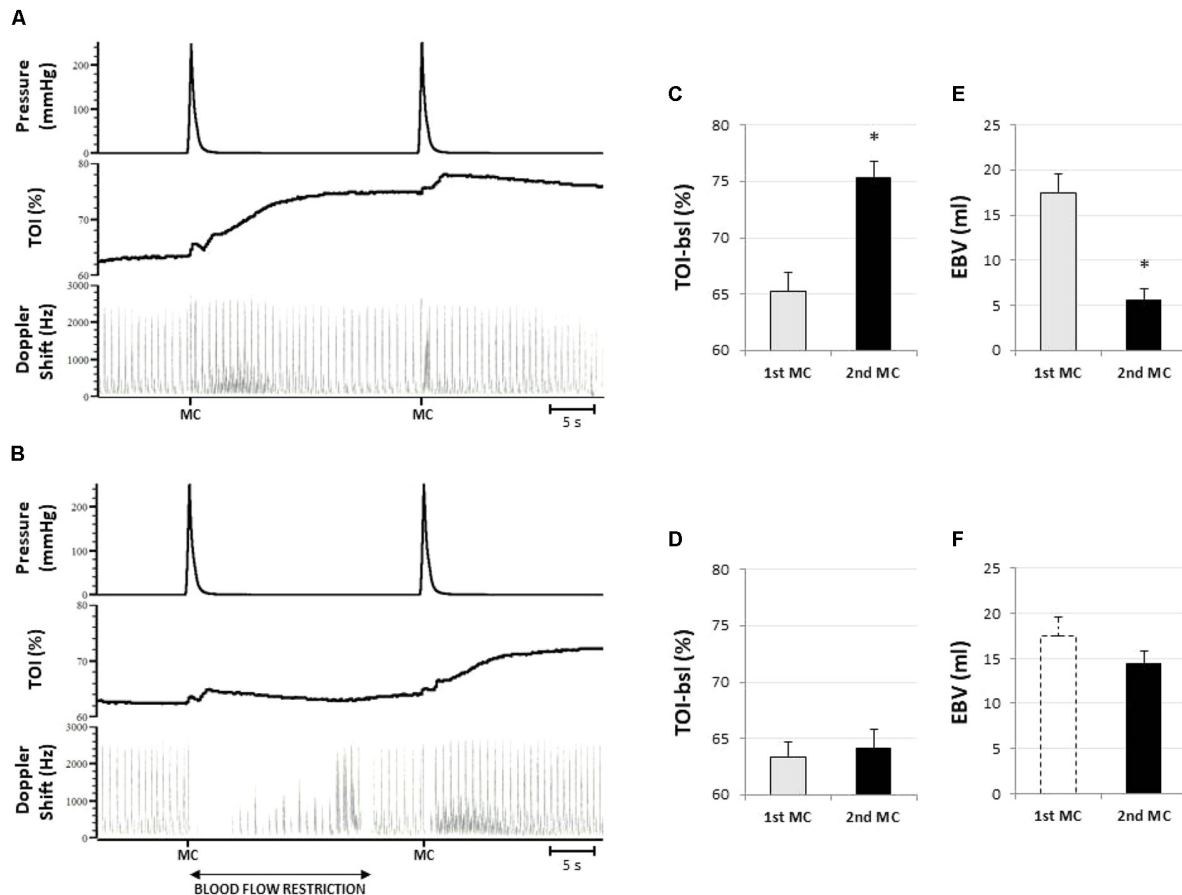 A
Pressure
(mmHg)
200
100
0
TOI (%)
80
70
60
Doppler
Shift (Hz)
3000
2000
1000
0
MC
MC
5 s
B
Pressure
(mmHg)
200
100
0
TOI (%)
80
70
60
Doppler
Shift (Hz)
3000
2000
1000
0
MC
MC
5 s
BLOOD FLOW RESTRICTION
C
TOI-bsl (%)
80
75
70
65
60
*
1st MC
2nd MC
E
EBV (ml)
25
20
15
10
5
0
*
1st MC
2nd MC
D
TOI-bsl (%)
80
75
70
65
60
1st MC
2nd MC
F
EBV (ml)
25
20
15
10
5
0
1st MC
2nd MC